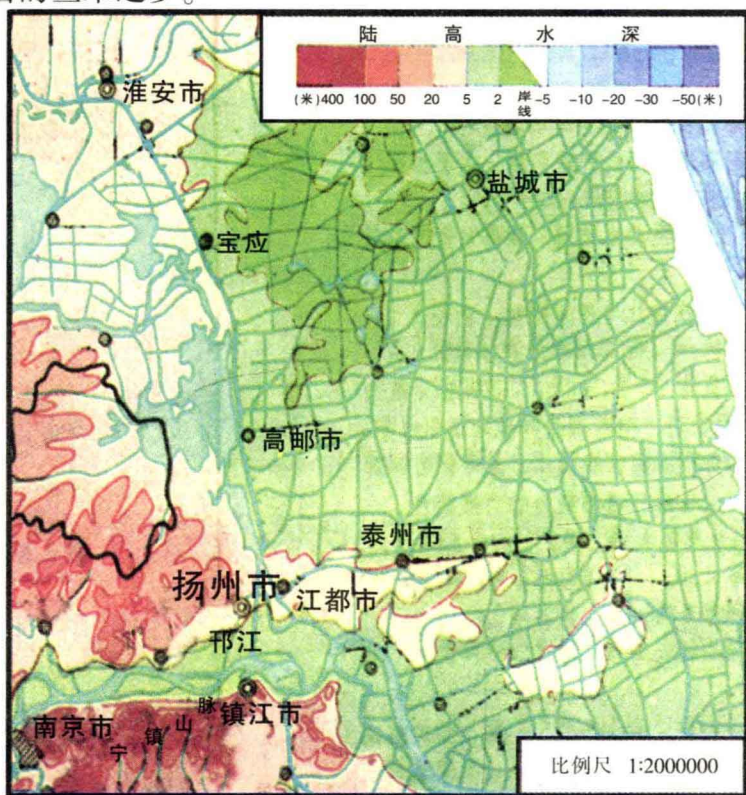 陆 高 水 深
(米)400 100 50 20 5 2 岸线 -5 -10 -20 -30 -50(米)
淮安市
盐城市
宝应
高邮市
泰州市
扬州市
江都市
邗江
镇江市
南京市
宁镇山脉
比例尺 1:2000000